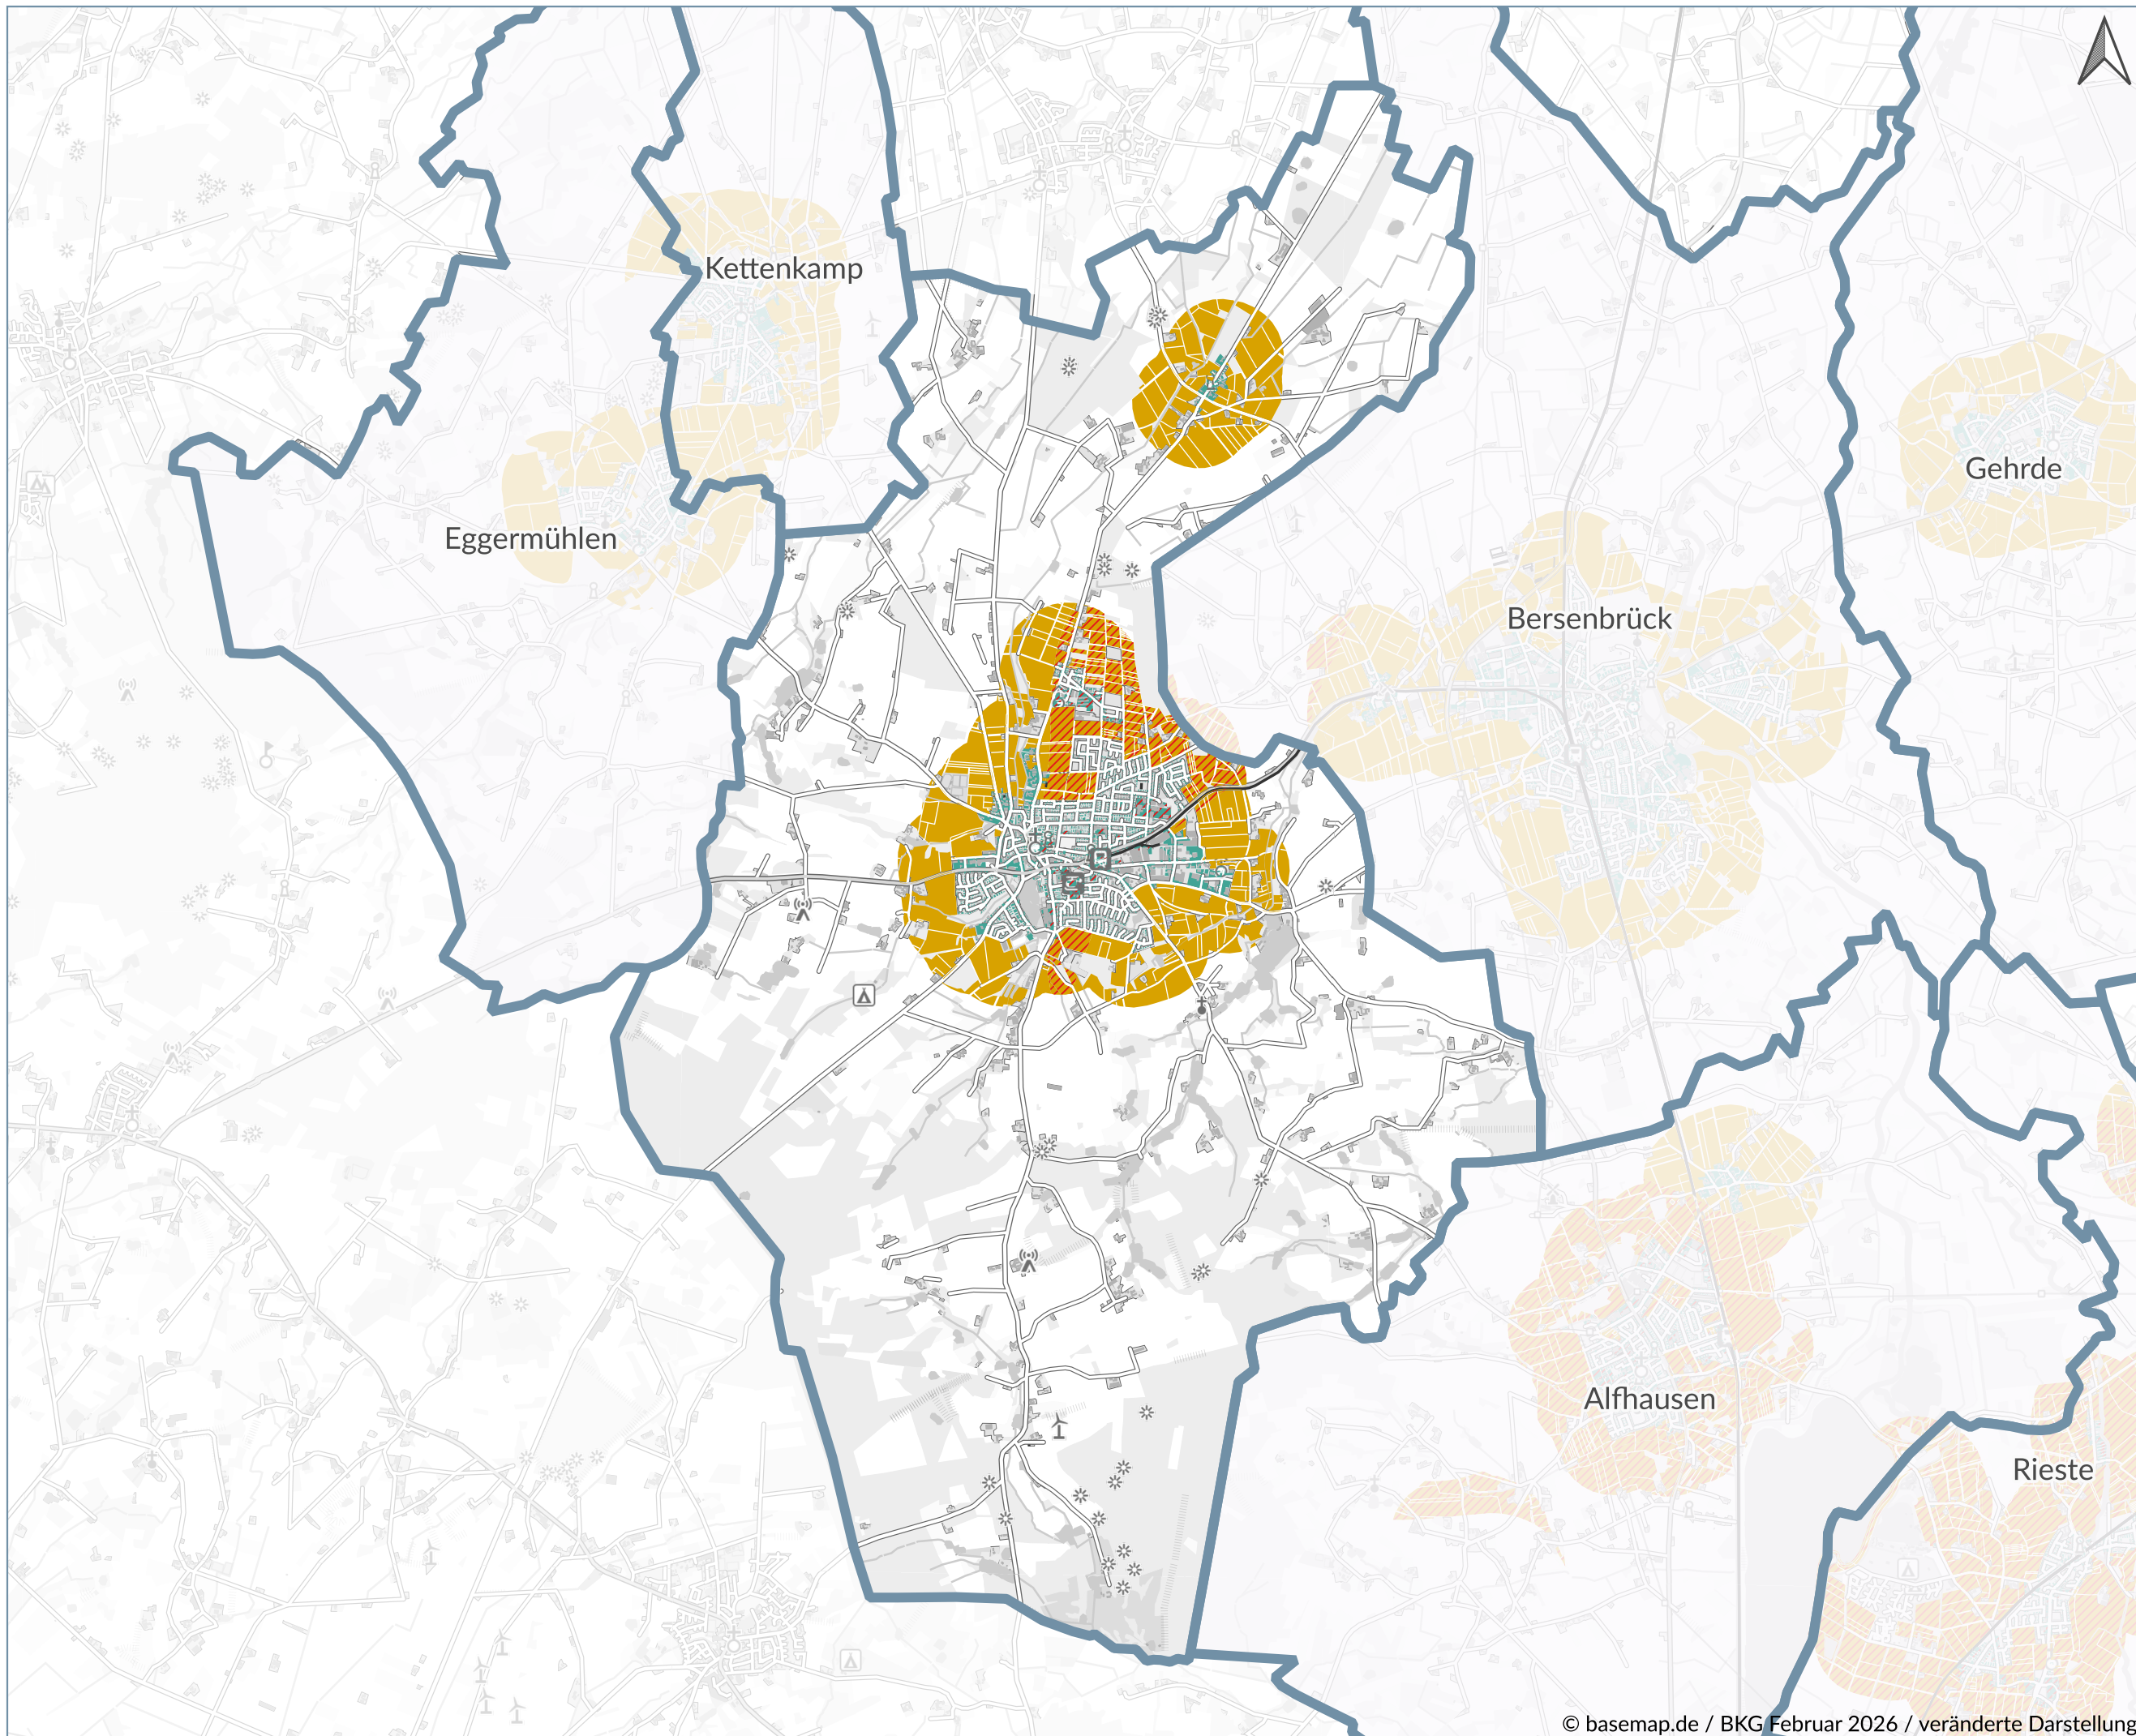 Kettenkamp
Gehrde
Eggermühlen
Bersenbrück
Alfhausen
Rieste
© basemap.de / BKG Februar 2026 / veränderte Darstellung